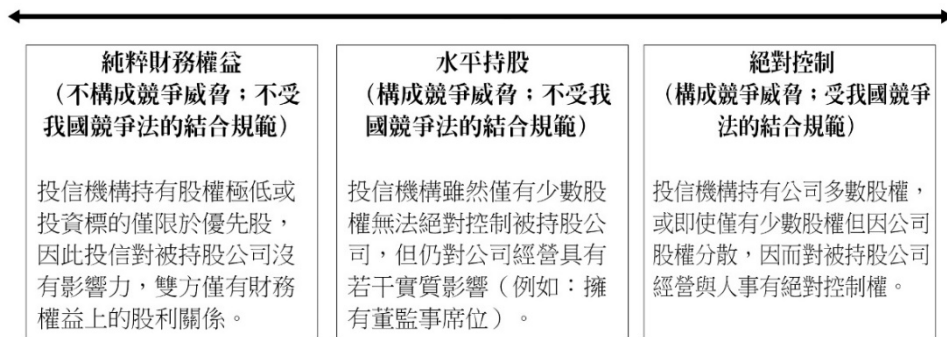 純粹財務權益
（不構成競爭威脅；不受
我國競爭法的結合規範）
投信機構持有股權極低或
投資標的僅限於優先股，
因此投信對被持股公司沒
有影響力，雙方僅有財務
權益上的股利關係。
水平持股
（構成競爭威脅；不受我
國競爭法的結合規範）
投信機構雖然僅有少數股
權無法絕對控制被持股公
司，但仍對公司經營具有
若干實質影響（例如：擁
有董監事席位）。
絕對控制
（構成競爭威脅；受我國競爭
法的結合規範）
投信機構持有公司多數股權，
或即使僅有少數股權但因公司
股權分散，因而對被持股公司
經營與人事有絕對控制權。